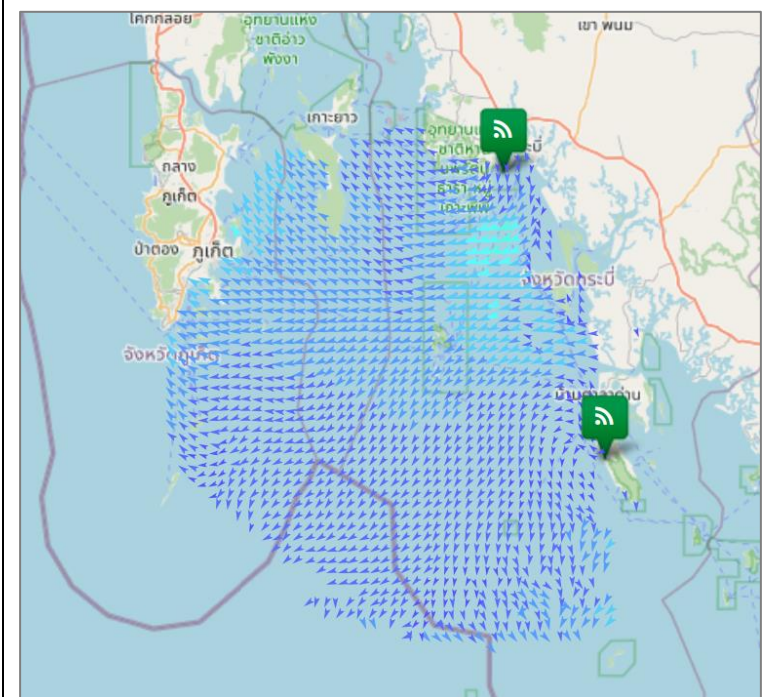 โคกกลอย
อุทยานแห่ง
ชาติอ่าว
พังงา
เขา พนม
เกาะยาว
ถลาง
ภูเก็ต
ป่าตอง
ภูเก็ต
จังหวัดกระบี่
จังหวัดภูเก็ต